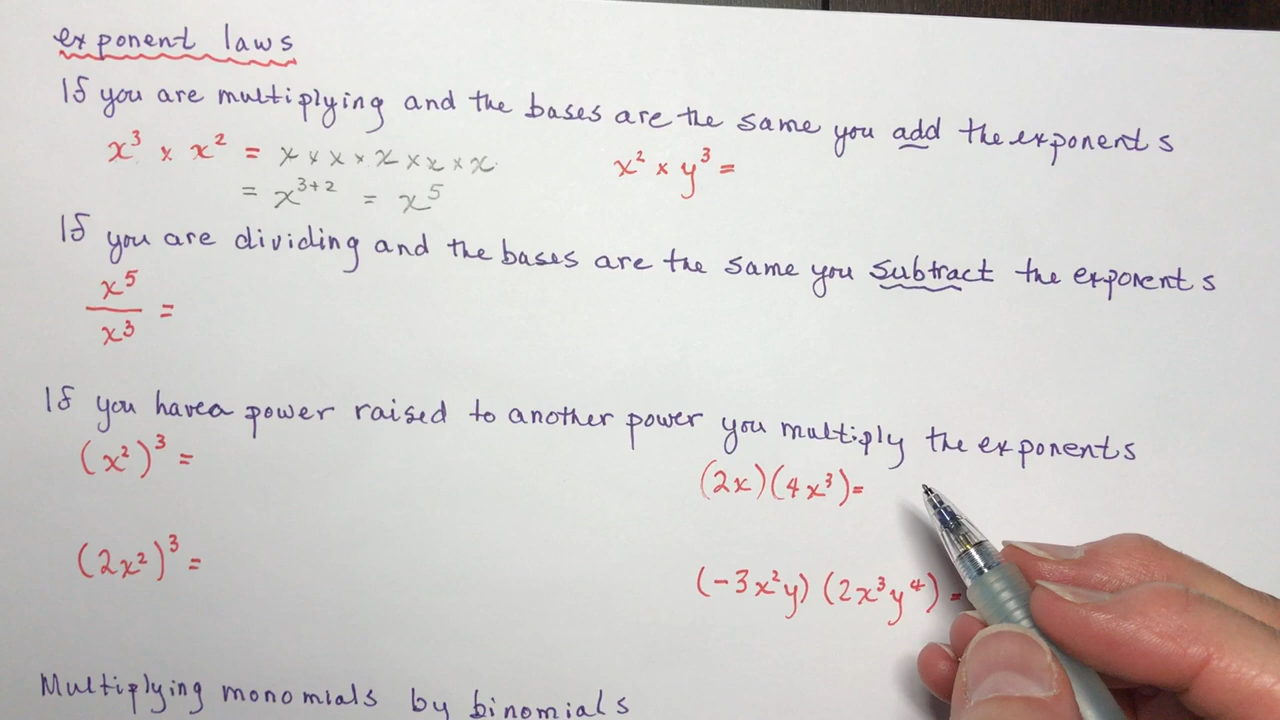 exponent laws
If you are multiplying and the bases are the same you add the exponents
x³ × x² = x × x × x × x × x
x² × y³ =
= x³⁺² = x⁵
If you are dividing and the bases are the same you subtract the exponents
x⁵/x³ =
If you have a power raised to another power you multiply the exponents
(x²)³ =
(2x)(4x³)=
(2x²)³ =
(-3x²y)(2x³y⁴) =
Multiplying monomials by binomials